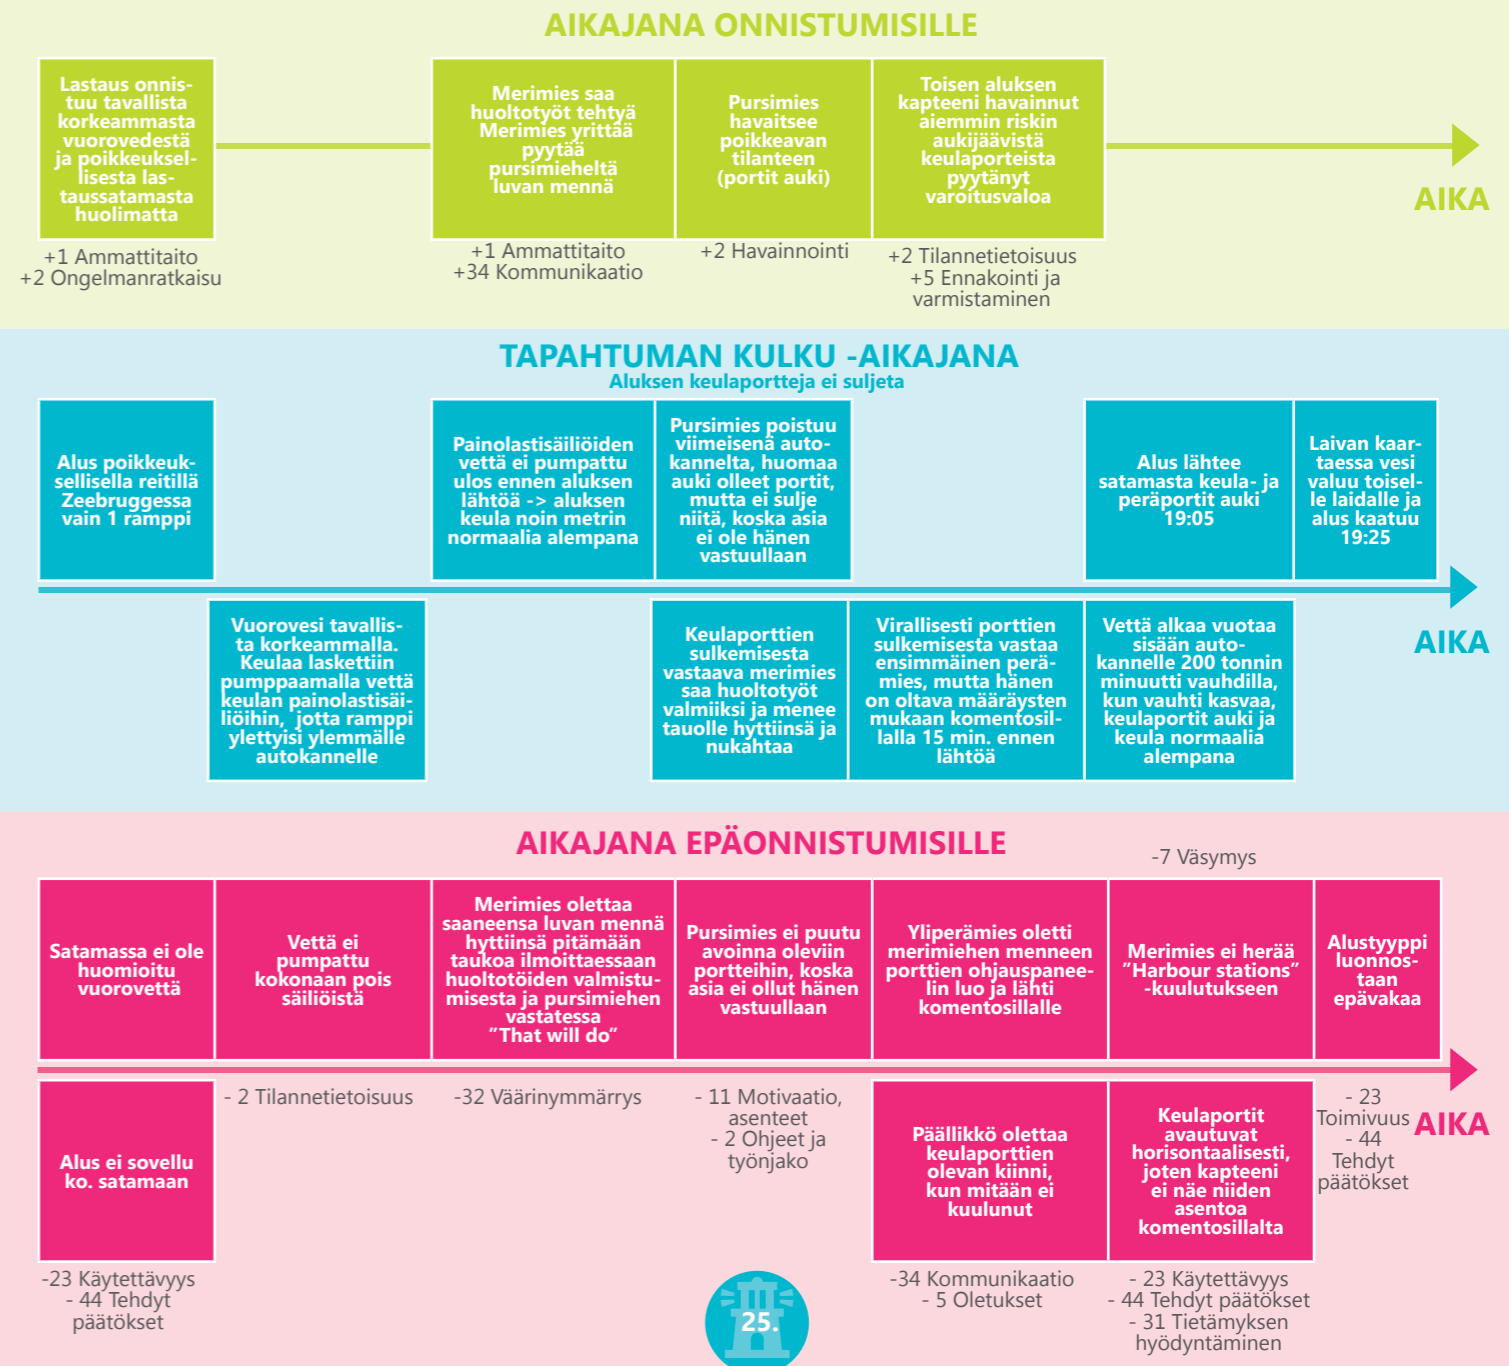 AIKAJANA ONNISTUMISILLE
Lastaus onnis-
tuu tavallista
korkeammasta
vuorovedestä
ja poikkeuksel-
lisesta las-
taussatamasta
huolimatta
+1 Ammattitaito
+2 Ongelmanratkaisu
Merimies saa
huoltotyöt tehtyä
Merimies yrittää
pyytää
pursimieheltä
luvan mennä
+1 Ammattitaito
+34 Kommunikaatio
Pursimies
havaitsee
poikkeavan
tilanteen
(portit auki)
+2 Havainnointi
Toisen aluksen
kapteeni havainnut
aiemmin riskin
aukijäävistä
keulaporteista
pyytänyt
varoitusvaloa
+2 Tilannetietoisuus
+5 Ennakointi ja
varmistaminen
AIKA
TAPAHTUMAN KULKU -AIKAJANA
Aluksen keulaportteja ei suljeta
Alus poikkeuk-
sellisella reitillä
Zeebruggessa
vain 1 ramppi
Vuorovesi tavallis-
ta korkeammalla.
Keulaa laskettiin
pumppaamalla vettä
keulan painolastisäi-
liöihin, jotta ramppi
ylettyisi ylemmälle
autokannelle
Painolastisäiliöiden
vettä ei pumpattu
ulos ennen aluksen
lähtöä -> aluksen
keula noin metrin
normaalia alempana
Pursimies poistuu
viimeisenä auto-
kannelta, huomaa
auki olleet portit,
mutta ei sulje
niitä, koska asia
ei ole hänen
vastuullaan
Keulaporttien
sulkemisesta
vastaava merimies
saa huoltotyöt
valmiiksi ja menee
tauolle hyttiinsä ja
nukahtaa
Virallisesti porttien
sulkemisesta vastaa
ensimmäinen perä-
mies, mutta hänen
on oltava määräysten
mukaan komentosil-
lalla 15 min. ennen
lähtöä
Alus lähtee
satamasta keula- ja
peräportit auki
19:05
Vettä alkaa vuotaa
sisään auto-
kannelle 200 tonnin
minuutti vauhdilla,
kun vauhti kasvaa,
keulaportit auki ja
keula normaalia
alempana
Laivan kaar-
taessa vesi
valuu toisel-
le laidalle ja
alus kaatuu
19:25
AIKA
AIKAJANA EPÄONNISTUMISILLE
Satamassa ei ole
huomioitu
vuorovettä
Alus ei sovellu
ko. satamaan
-23 Käytettävyys
- 44 Tehdyt
päätökset
Vettä ei
pumpattu
kokonaan pois
säiliöistä
- 2 Tilannetietoisuus
Merimies olettaa
saaneensa luvan mennä
hyttiinsä pitämään
taukoa ilmoittaessaan
huoltotöiden valmistu-
misesta ja pursimiehen
vastatessa
”That will do”
-32 Väärinymmärrys
Pursimies ei puutu
avoinna oleviin
portteihin, koska
asia ei ollut hänen
vastuullaan
- 11 Motivaatio,
asenteet
- 2 Ohjeet ja
työnjako
Yliperämies oletti
merimiehen menneen
porttien ohjauspanee-
lin luo ja lähti
komentosillalle
Päällikkö olettaa
keulaporttien
olevan kiinni,
kun mitään ei
kuulunut
-34 Kommunikaatio
- 5 Oletukset
-7 Väsymys
Merimies ei herää
”Harbour stations”
-kuulutukseen
Keulaportit
avautuvat
horisontaalisesti,
joten kapteeni
ei näe niiden
asentoa
komentosillalta
- 23 Käytettävyys
- 44 Tehdyt päätökset
- 31 Tietämyksen
hyödyntäminen
Alustyyppi
luonnos-
taan
epävakaa
- 23
Toimivuus
- 44
Tehdyt
päätökset
AIKA
25.